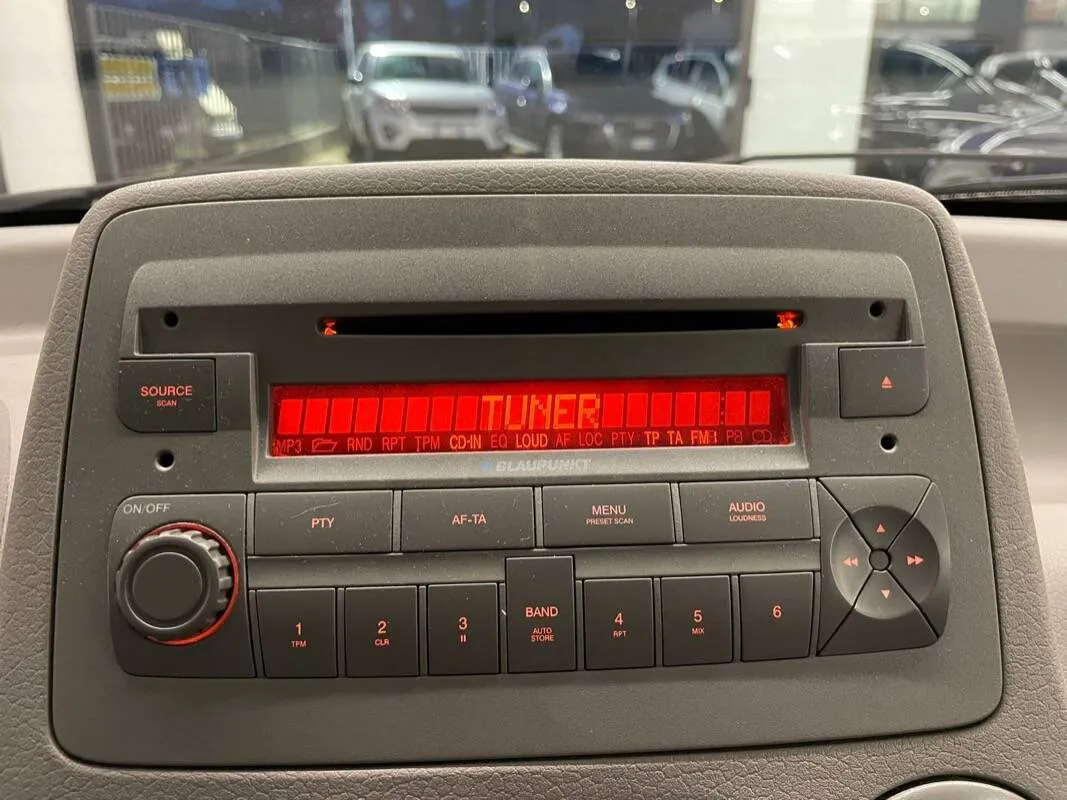 SOURCE
SCAN
TUNER
MP3 RND RPT TPM CD-IN EQ LOUD AF LOC PTY TP TA FM1 P8 CD
BLAUPUNKT
ON/OFF
PTY
AF-TA
MENU
PRESET SCAN
AUDIO
LOUDNESS
1
TPM
2
CLR
3
BAND
AUTO
STORE
4
RPT
5
MIX
6